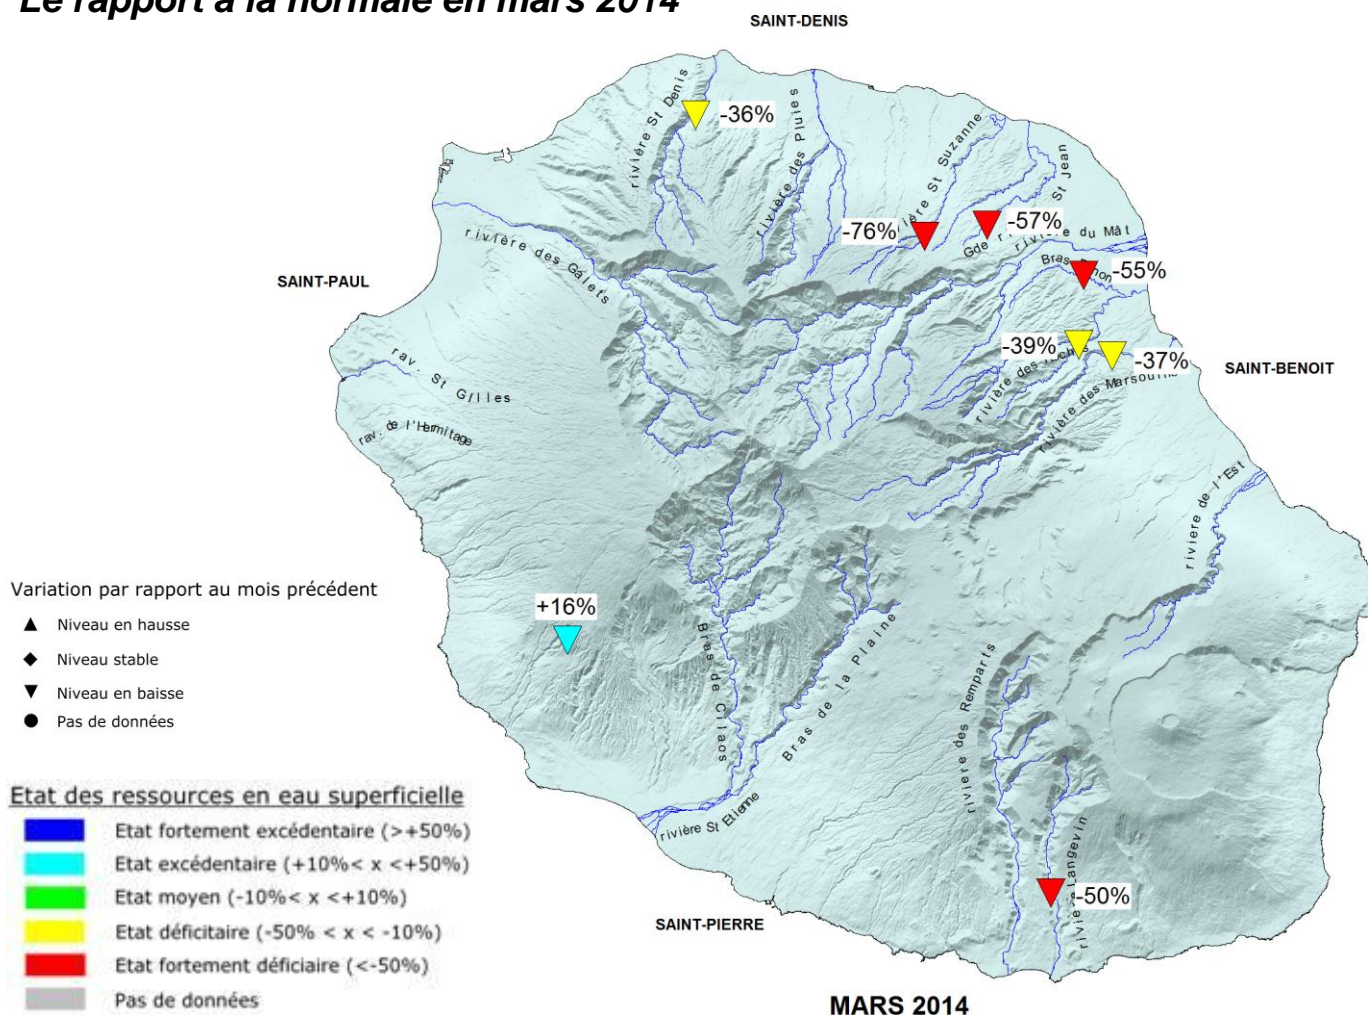 Le rapport à la normale en mars 2014
SAINT-DENIS
rivière St Denis
-36%
rivière des Pluies
rivière St Suzanne
St Jean
-76%
-57%
Gde
rivière du Mât
rivière des Galets
Bras
-55%
SAINT-PAUL
-39%
-37%
SAINT-BENOIT
rivière des
rivière des Marsouins
rav. St Gilles
rav. de l'Hermitage
riviere de l'Est
Variation par rapport au mois précédent
Niveau en hausse
Niveau stable
Niveau en baisse
Pas de données
+16%
Bras de Cilaos
Bras de la Plaine
riviere des Remparts
Etat des ressources en eau superficielle
Etat fortement excédentaire (>+50%)
Etat excédentaire (+10%< x <+50%)
Etat moyen (-10%< x <+10%)
Etat déficitaire (-50% < x < -10%)
Etat fortement déficiaire (<-50%)
Pas de données
rivière St Etienne
rivière Langevin
-50%
SAINT-PIERRE
MARS 2014